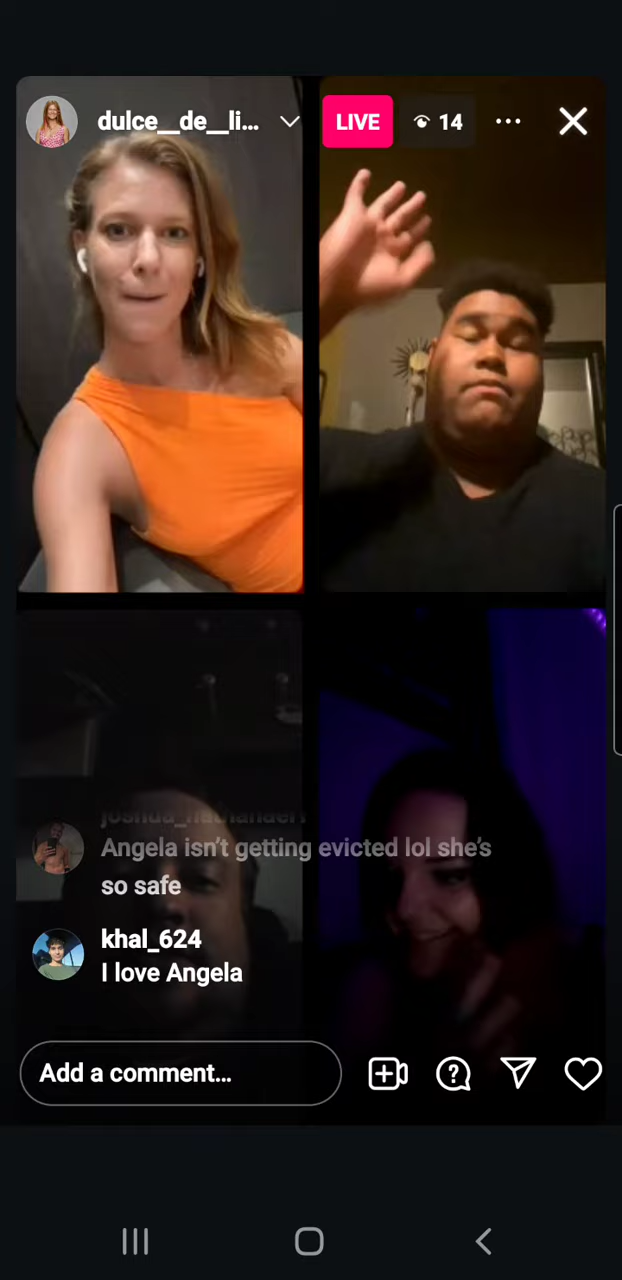 dulce__de__li...
LIVE
14
Angela isn't getting evicted lol she's
so safe
khal_624
I love Angela
Add a comment...